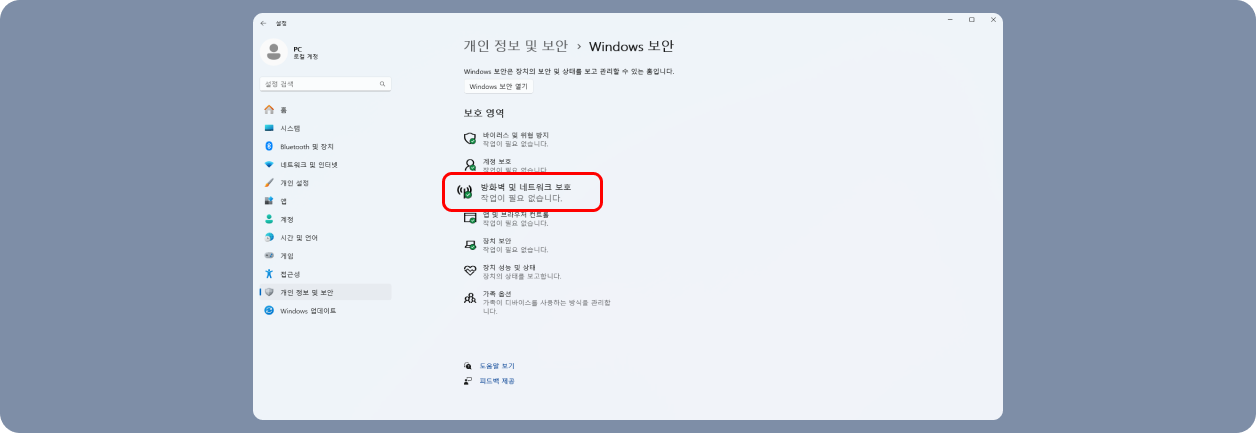 설정
PC
로컬 계정
설정 검색
홈
시스템
Bluetooth 및 장치
네트워크 및 인터넷
개인 설정
앱
계정
시간 및 언어
게임
접근성
개인 정보 및 보안
Windows 업데이트
개인 정보 및 보안 › Windows 보안
Windows 보안은 장치의 보안 및 상태를 보고 관리할 수 있는 홈입니다.
Windows 보안 열기
보호 영역
바이러스 및 위협 방지
작업이 필요 없습니다.
계정 보호
작업이 필요 없습니다.
방화벽 및 네트워크 보호
작업이 필요 없습니다.
앱 및 브라우저 컨트롤
작업이 필요 없습니다.
장치 보안
작업이 필요 없습니다.
장치 성능 및 상태
장치의 상태를 보고합니다.
가족 옵션
가족이 디바이스를 사용하는 방식을 관리합
니다.
도움말 보기
피드백 제공